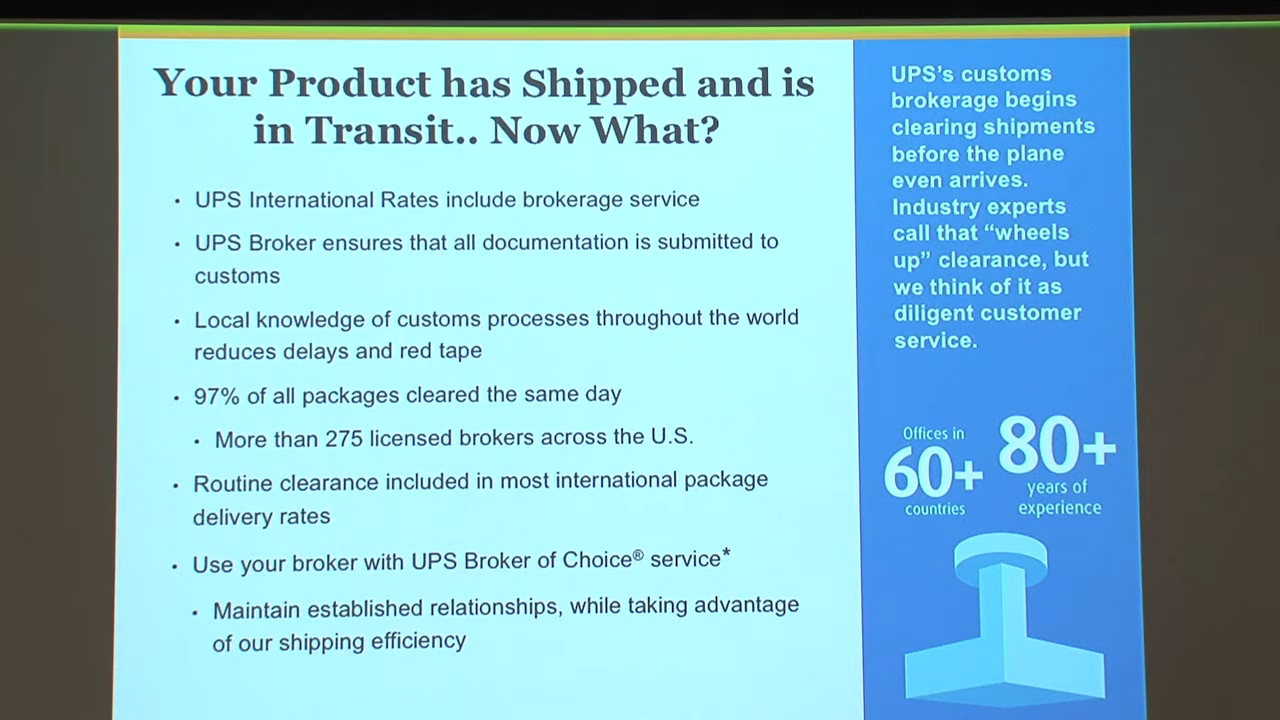 Your Product has Shipped and is
in Transit.. Now What?
• UPS International Rates include brokerage service
• UPS Broker ensures that all documentation is submitted to
customs
• Local knowledge of customs processes throughout the world
reduces delays and red tape
• 97% of all packages cleared the same day
• More than 275 licensed brokers across the U.S.
• Routine clearance included in most international package
delivery rates
• Use your broker with UPS Broker of Choice® service*
• Maintain established relationships, while taking advantage
of our shipping efficiency
UPS's customs
brokerage begins
clearing shipments
before the plane
even arrives.
Industry experts
call that “wheels
up” clearance, but
we think of it as
diligent customer
service.
Offices in
60+
countries
80+
years of
experience